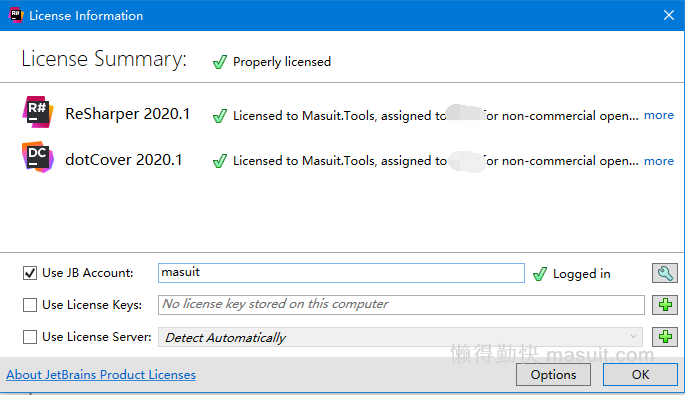 License Information
License Summary: Properly licensed
R#
ReSharper 2020.1 Licensed to Masuit.Tools, assigned to for non-commercial open... more
DC
dotCover 2020.1 Licensed to Masuit.Tools, assigned to for non-commercial open... more
Use JB Account: masuit Logged in
Use License Keys: No license key stored on this computer
Use License Server: Detect Automatically
懒得勤快 masuit.com
About JetBrains Product Licenses Options OK